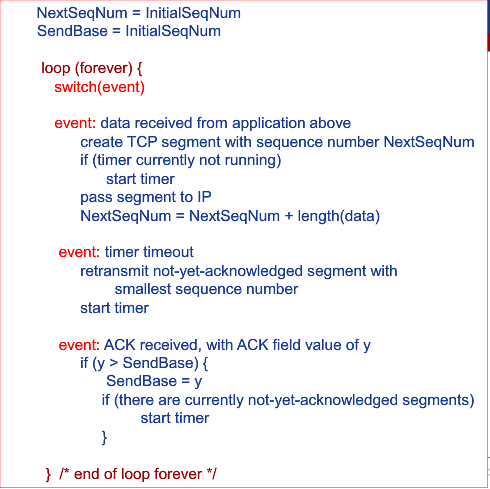 NextSeqNum = InitialSeqNum
SendBase = InitialSeqNum
loop (forever) {
switch(event)
event: data received from application above
create TCP segment with sequence number NextSeqNum
if (timer currently not running)
start timer
pass segment to IP
NextSeqNum = NextSeqNum + length(data)
event: timer timeout
retransmit not-yet-acknowledged segment with
smallest sequence number
start timer
event: ACK received, with ACK field value of y
if (y > SendBase) {
SendBase = y
if (there are currently not-yet-acknowledged segments)
start timer
}
} /* end of loop forever */